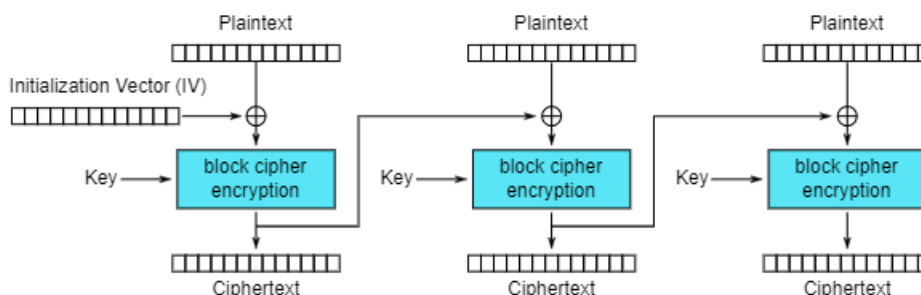 Plaintext
Plaintext
Plaintext
Initialization Vector (IV)
Key
block cipher
encryption
Key
block cipher
encryption
Key
block cipher
encryption
Ciphertext
Ciphertext
Ciphertext